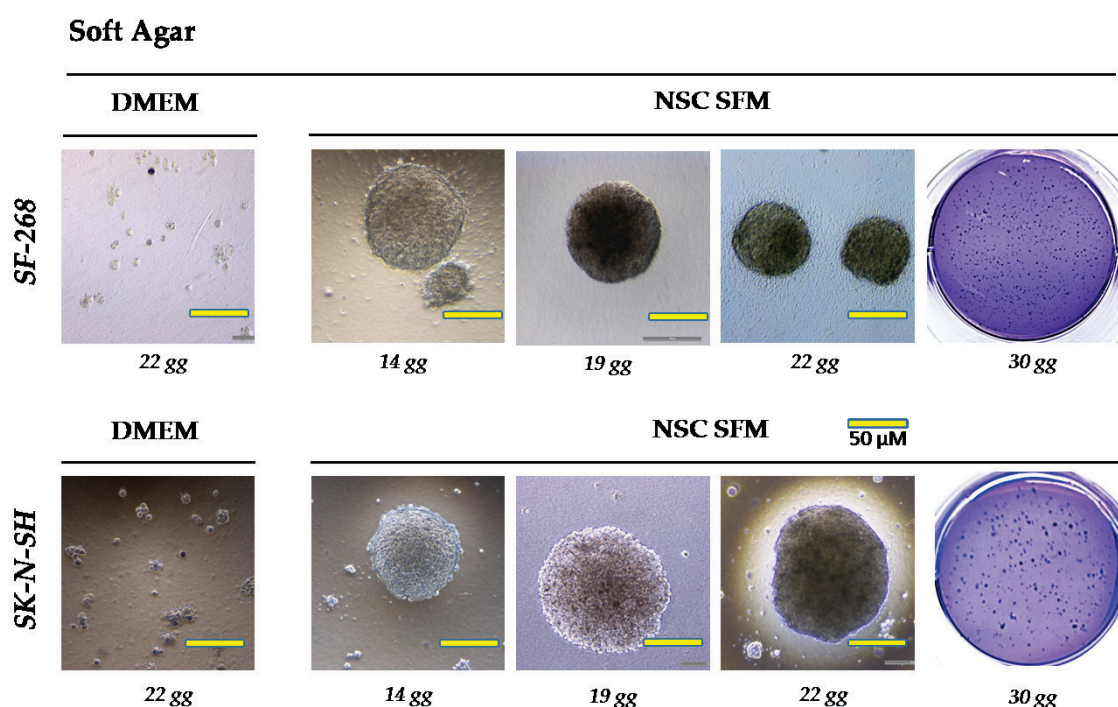 Soft Agar
DMEM
NSC SFM
SF-268
22 gg
14 gg
19 gg
22 gg
30 gg
DMEM
NSC SFM
50 µM
SK-N-SH
22 gg
14 gg
19 gg
22 gg
30 gg